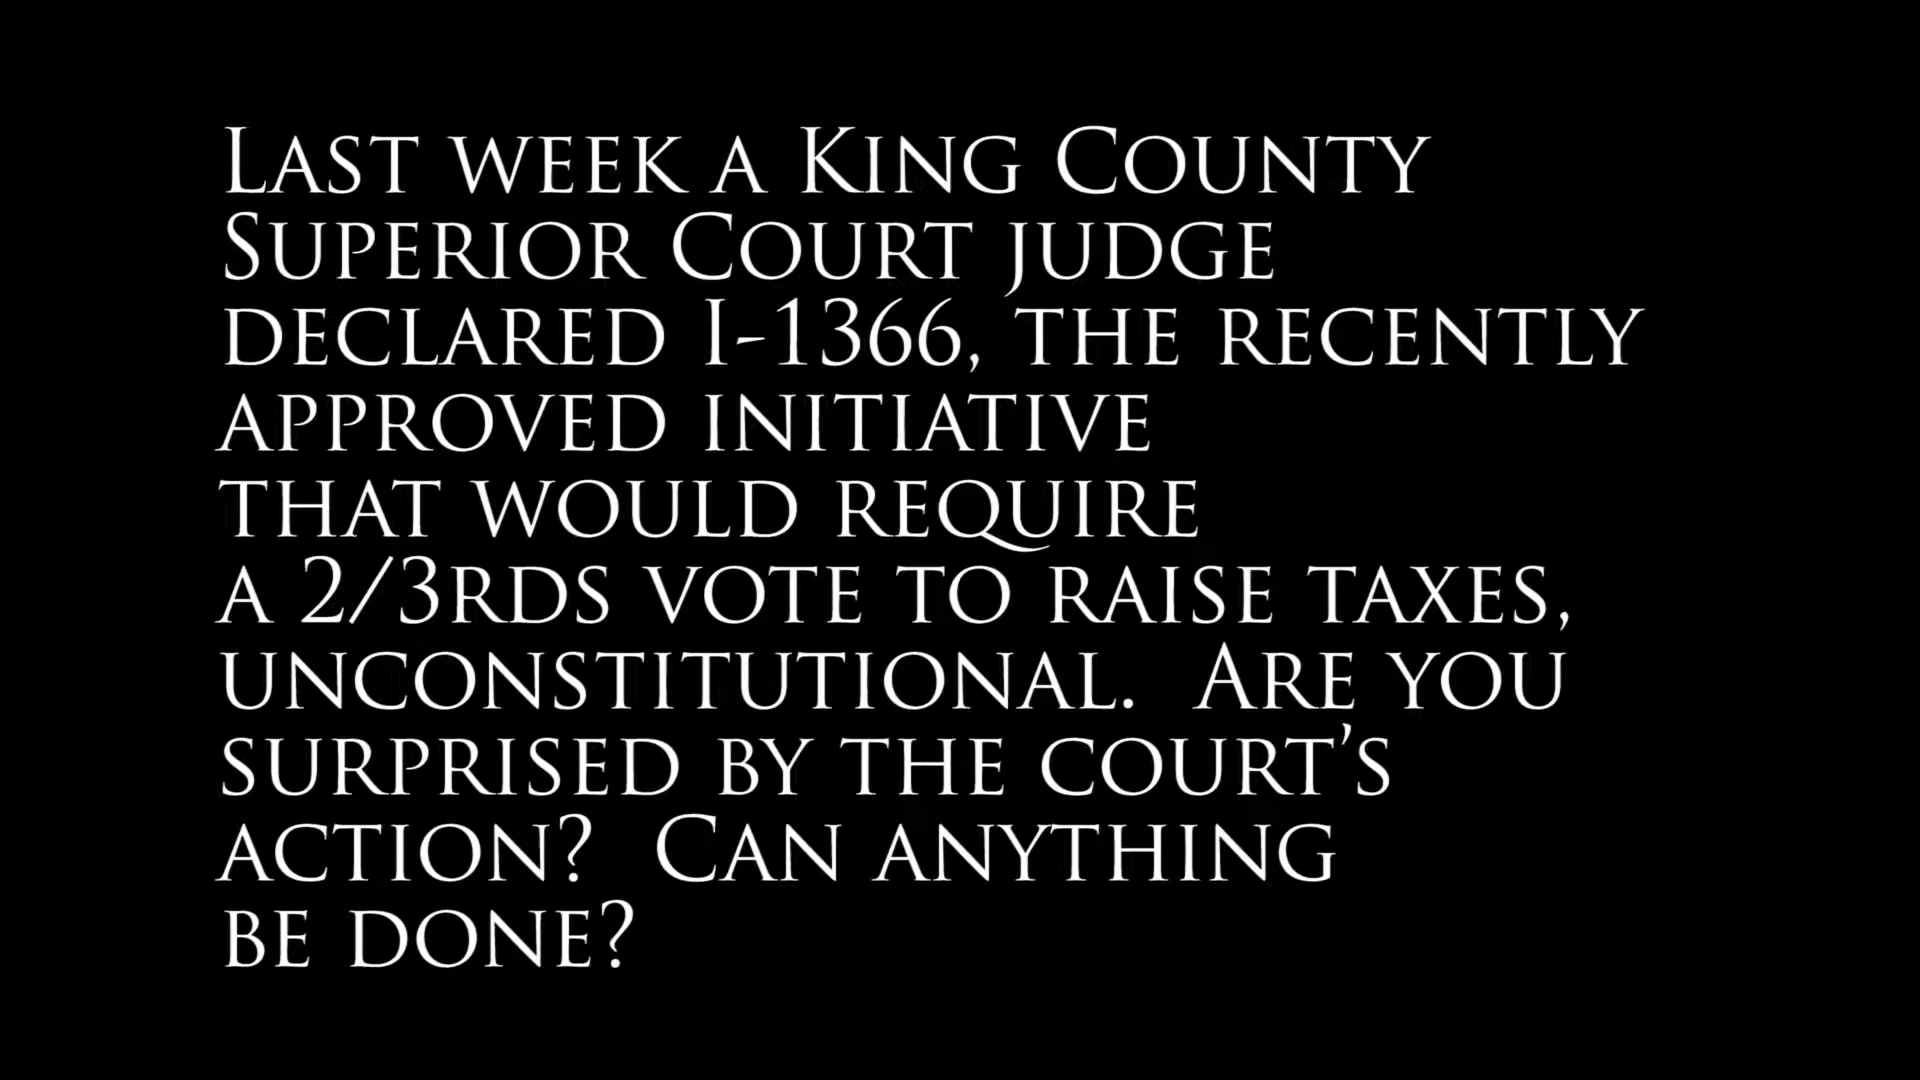 Last week a King County
Superior Court judge
declared I-1366, the recently
approved initiative
that would require
a 2/3rds vote to raise taxes,
unconstitutional.  Are you
surprised by the court’s
action?  Can anything
be done?